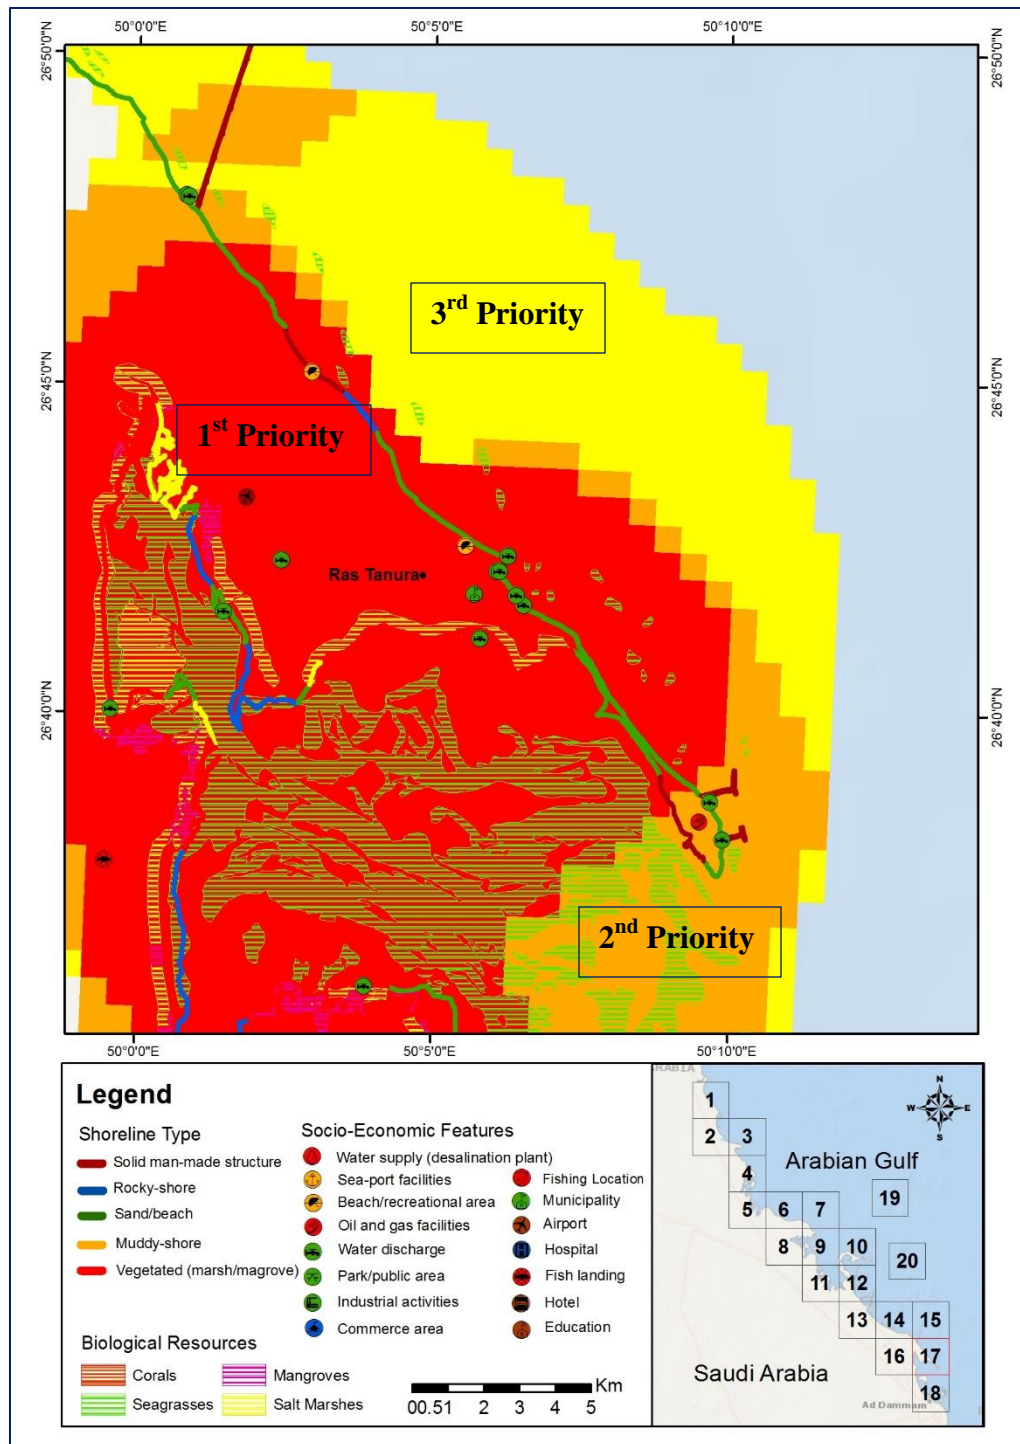 50°0'0"E
50°5'0"E
50°10'0"E
26°50'0"N
26°50'0"N
3rd Priority
26°45'0"N
26°45'0"N
1st Priority
Ras Tanura
26°40'0"N
26°40'0"N
2nd Priority
50°0'0"E
50°5'0"E
50°10'0"E
Legend
Shoreline Type
Solid man-made structure
Rocky-shore
Sand/beach
Muddy-shore
Vegetated (marsh/magrove)
Socio-Economic Features
Water supply (desalination plant)
Sea-port facilities
Beach/recreational area
Oil and gas facilities
Water discharge
Park/public area
Industrial activities
Commerce area
Fishing Location
Municipality
Airport
Hospital
Fish landing
Hotel
Education
Biological Resources
Corals
Seagrasses
Mangroves
Salt Marshes
Km
00.51 2 3 4 5
ARABIA
N
W E
S
1
2 3
4
Arabian Gulf
19
5 6 7
8 9 10
20
11 12
13 14 15
16 17
Saudi Arabia
18
Ad Dammam